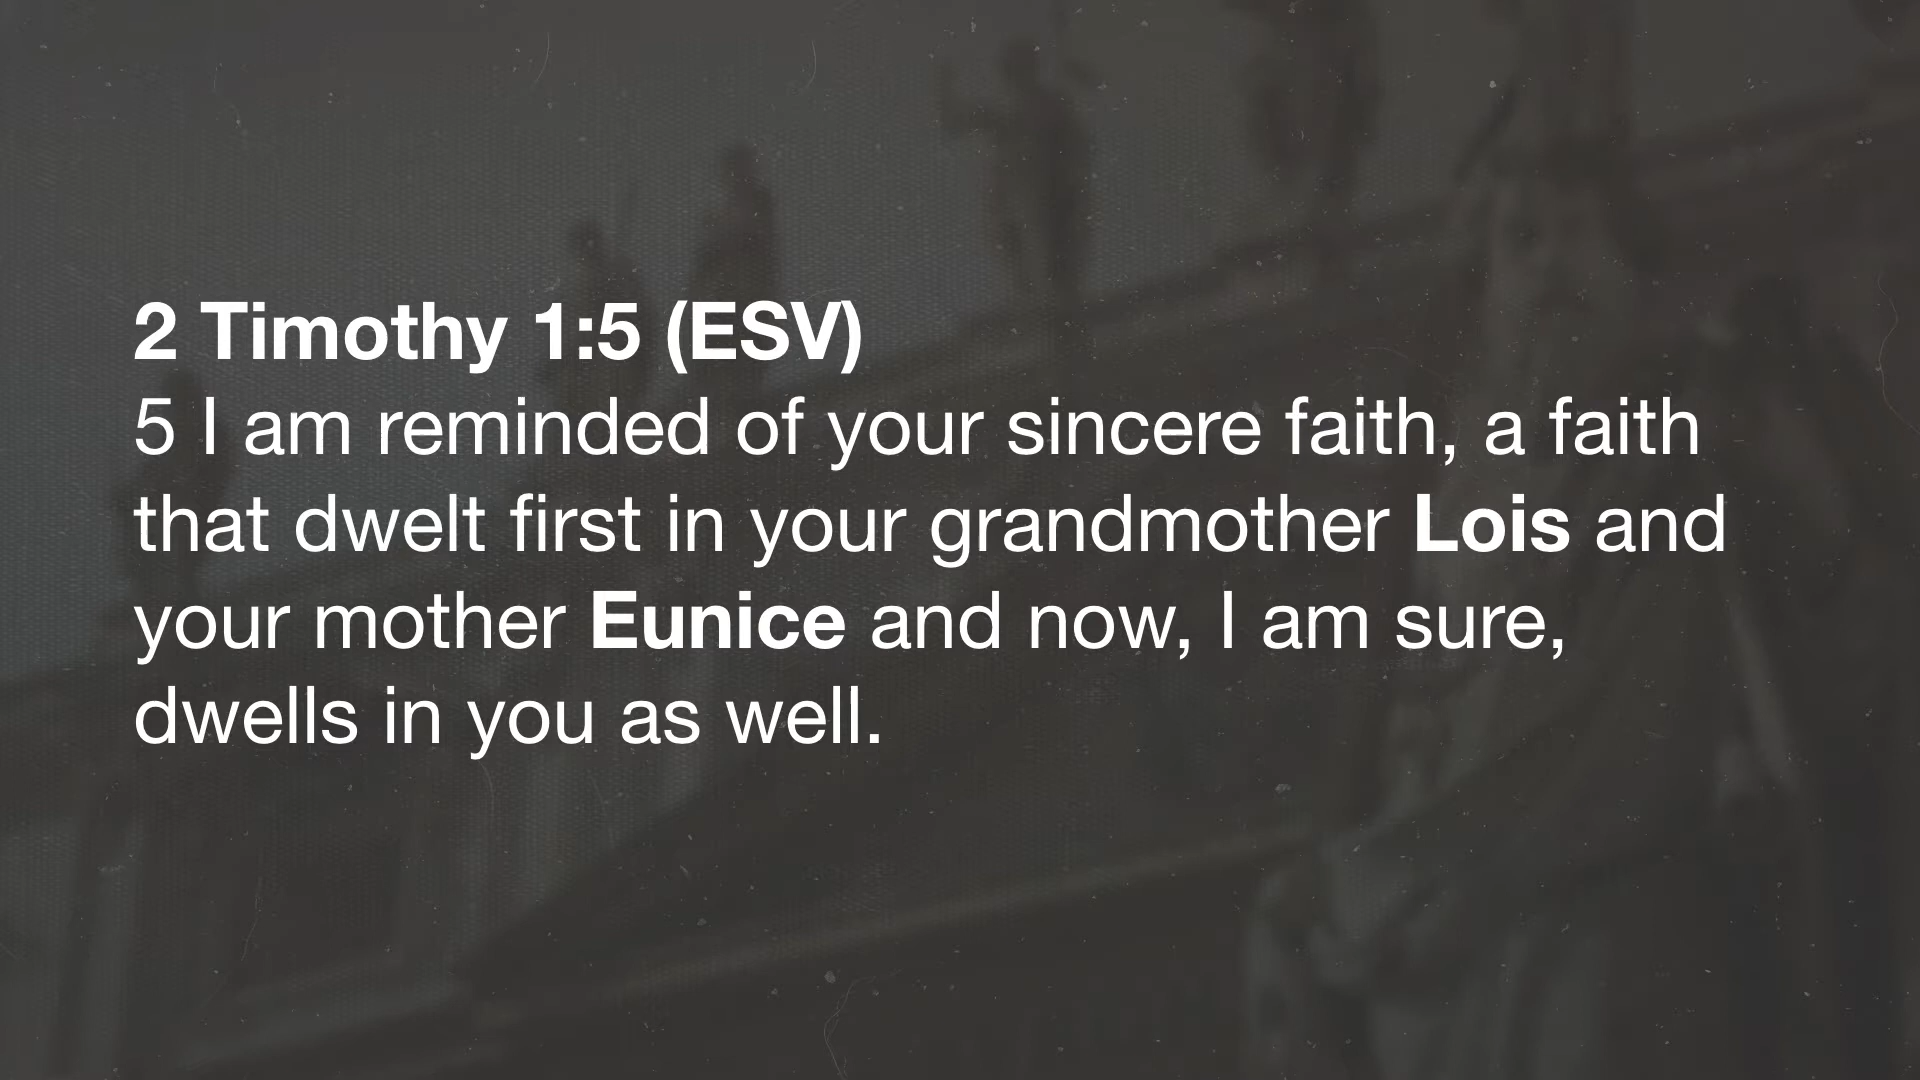 2 Timothy 1:5 (ESV)
5 I am reminded of your sincere faith, a faith
that dwelt first in your grandmother Lois and
your mother Eunice and now, I am sure,
dwells in you as well.